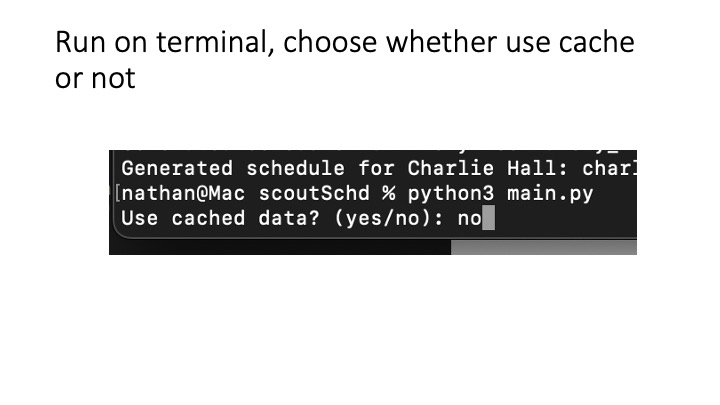 Run on terminal, choose whether use cache
or not
Generated schedule for Charlie Hall:
[nathan@Mac scoutSchd % python3 main.py
Use cached data? (yes/no): no